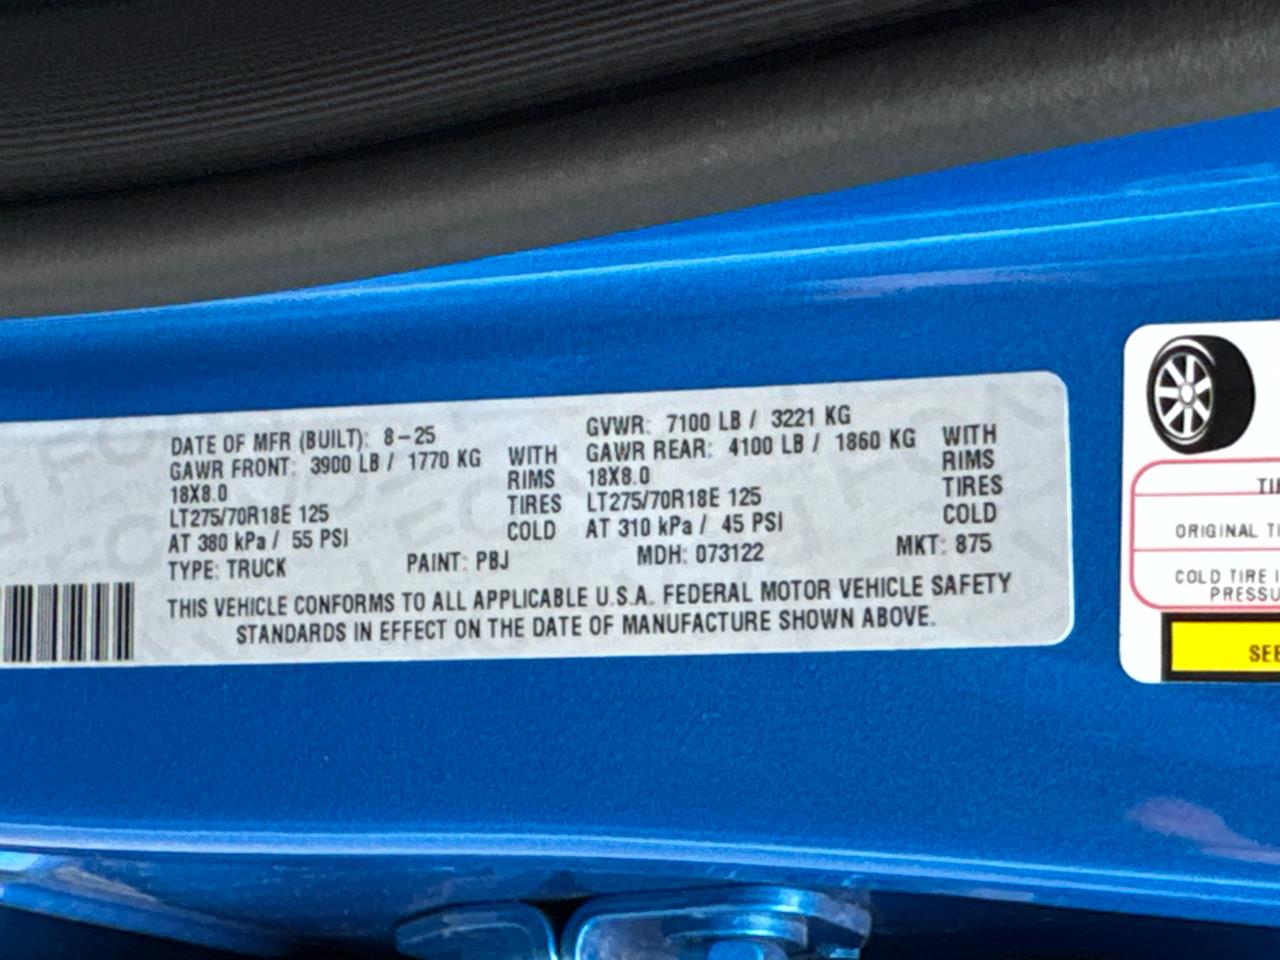 DATE OF MFR (BUILT): 8-25
GAWR FRONT: 3900 LB / 1770 KG WITH
18X8.0 RIMS
LT275/70R18E 125 TIRES
AT 380 kPa / 55 PSI COLD
GVWR: 7100 LB / 3221 KG
GAWR REAR: 4100 LB / 1860 KG WITH
18X8.0 RIMS
LT275/70R18E 125 TIRES
AT 310 kPa / 45 PSI COLD
TYPE: TRUCK PAINT: PBJ MDH: 073122 MKT: 875
THIS VEHICLE CONFORMS TO ALL APPLICABLE U.S.A. FEDERAL MOTOR VEHICLE SAFETY
STANDARDS IN EFFECT ON THE DATE OF MANUFACTURE SHOWN ABOVE.
ORIGINAL
COLD TIRE